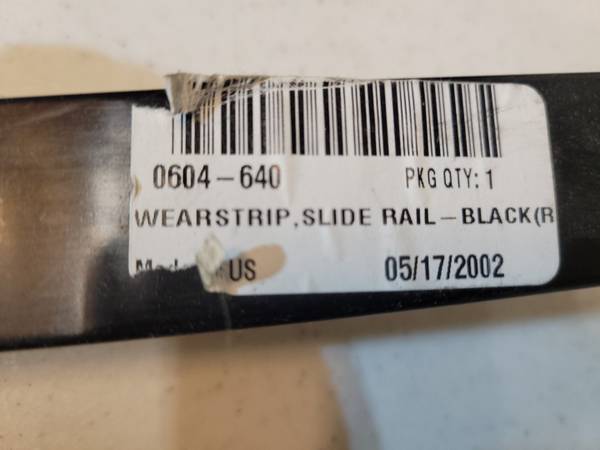 0604-640 PKG QTY: 1
WEARSTRIP, SLIDE RAIL-BLACK(R
US 05/17/2002